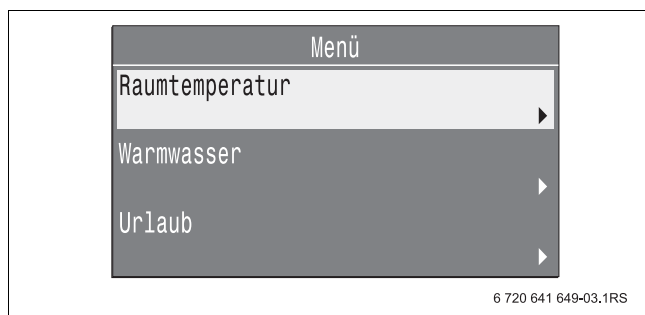 Menü
Raumtemperatur
Warmwasser
Urlaub
6 720 641 649-03.1RS